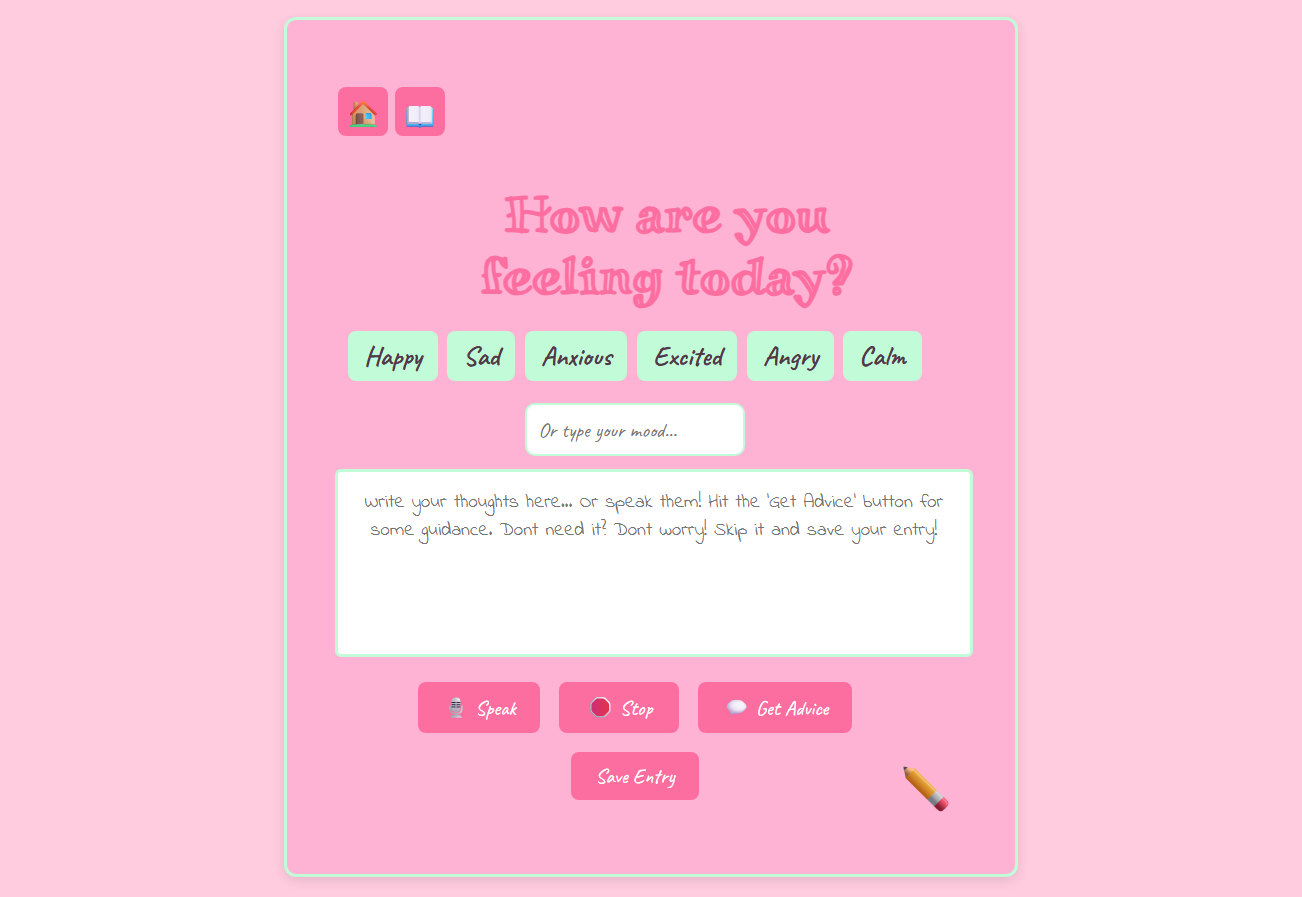 How are you
feeling today?
Happy
Sad
Anxious
Excited
Angry
Calm
Or type your mood...
Write your thoughts here... Or speak them! Hit the 'Get Advice' button for
some guidance. Dont need it? Dont worry! Skip it and save your entry!
Speak
Stop
Get Advice
Save Entry